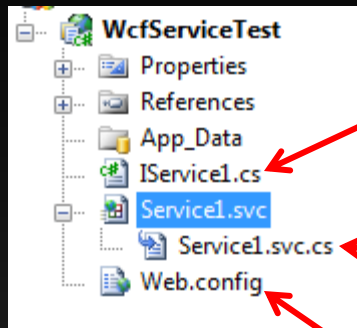 WcfServiceTest
Properties
References
App_Data
IService1.cs
Service1.svc
Service1.svc.cs
Web.config